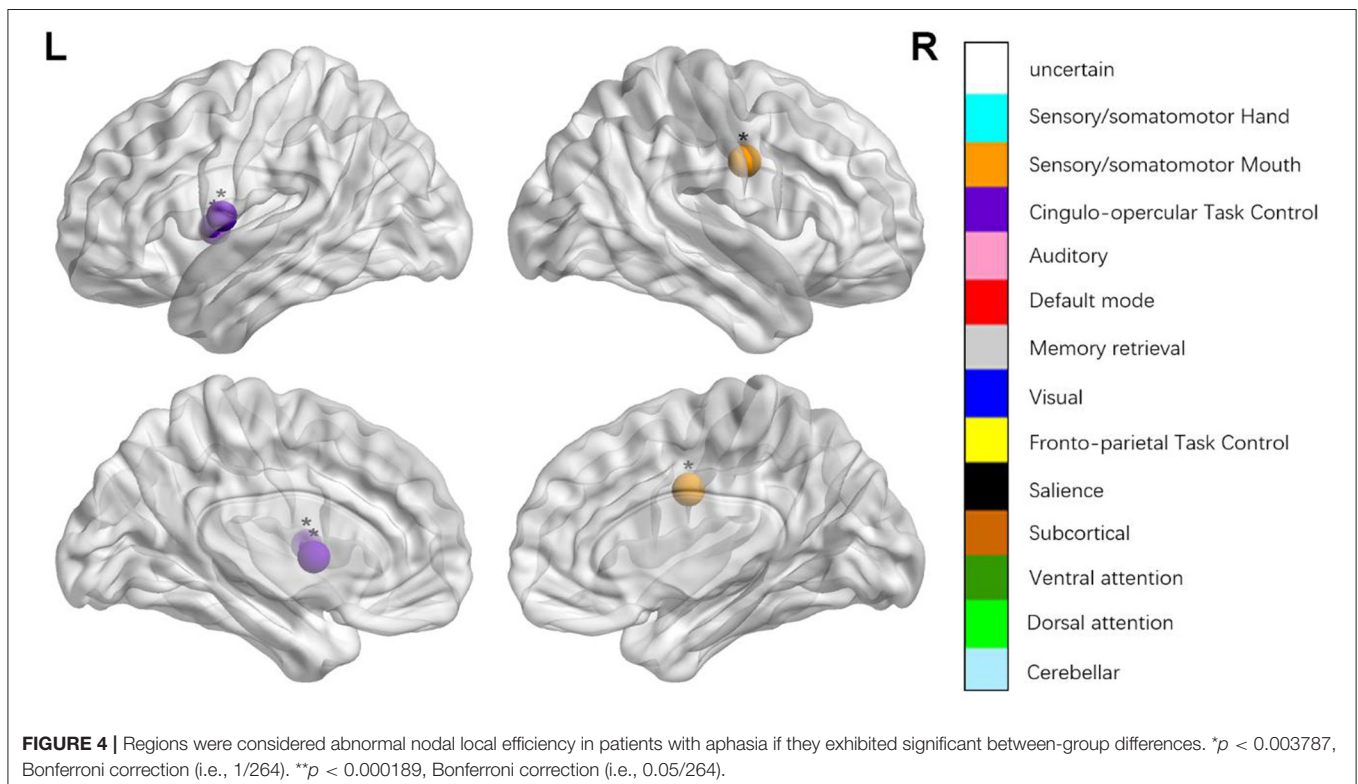 L
R
*
*
*
*
*
*
uncertain
Sensory/somatomotor Hand
Sensory/somatomotor Mouth
Cingulo-opercular Task Control
Auditory
Default mode
Memory retrieval
Visual
Fronto-parietal Task Control
Salience
Subcortical
Ventral attention
Dorsal attention
Cerebellar
FIGURE 4 | Regions were considered abnormal nodal local efficiency in patients with aphasia if they exhibited significant between-group differences. *p < 0.003787,
Bonferroni correction (i.e., 1/264). **p < 0.000189, Bonferroni correction (i.e., 0.05/264).